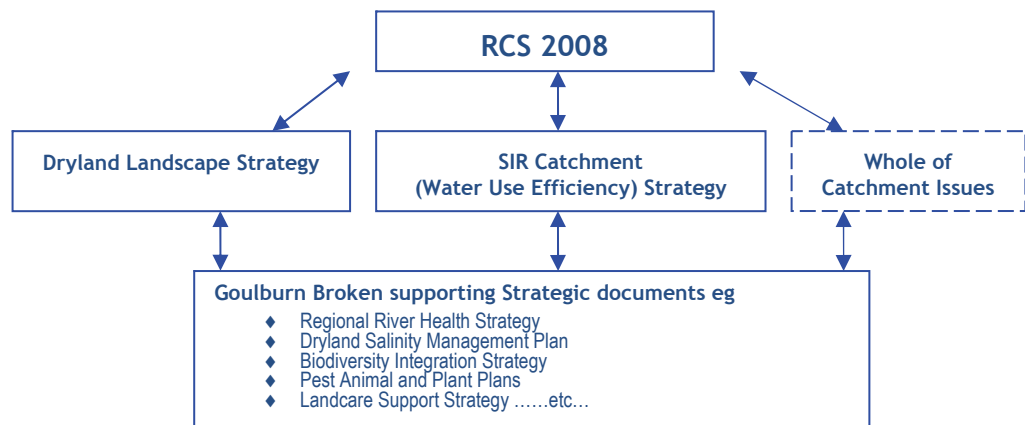 RCS 2008
Dryland Landscape Strategy
SIR Catchment
(Water Use Efficiency) Strategy
Whole of
Catchment Issues
Goulburn Broken supporting Strategic documents eg
♦ Regional River Health Strategy
♦ Dryland Salinity Management Plan
♦ Biodiversity Integration Strategy
♦ Pest Animal and Plant Plans
♦ Landcare Support Strategy ......etc...